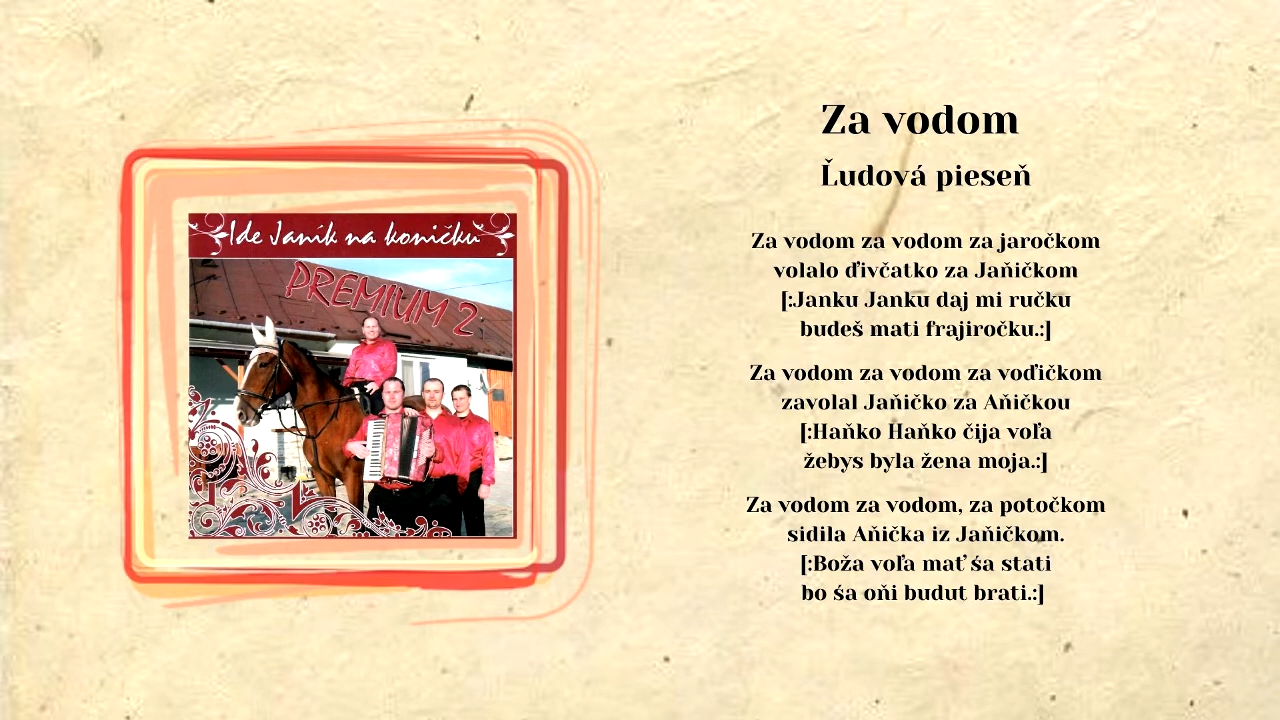 Ide Janík na koničku
PREMIUM 2
Za vodom
Ľudová pieseň
Za vodom za vodom za jaročkom
volalo ďivčatko za Jaňičkom
[:Janku Janku daj mi ručku
budeš mati frajiročku.:]
Za vodom za vodom za voďičkom
zavolal Jaňičko za Aňičkou
[:Haňko Haňko čija voľa
žebys byla žena moja.:]
Za vodom za vodom, za potočkom
sidila Aňička iz Jaňičkom.
[:Boža voľa mať śa stati
bo śa oňi budut brati.:]